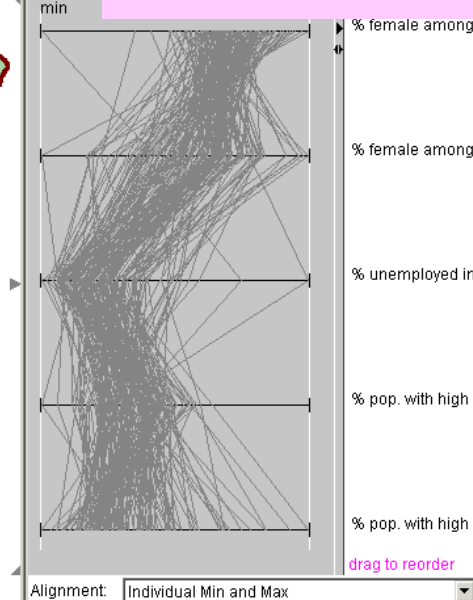 min
% female among
% female among
% unemployed in
% pop. with high
% pop. with high
drag to reorder
Alignment: Individual Min and Max